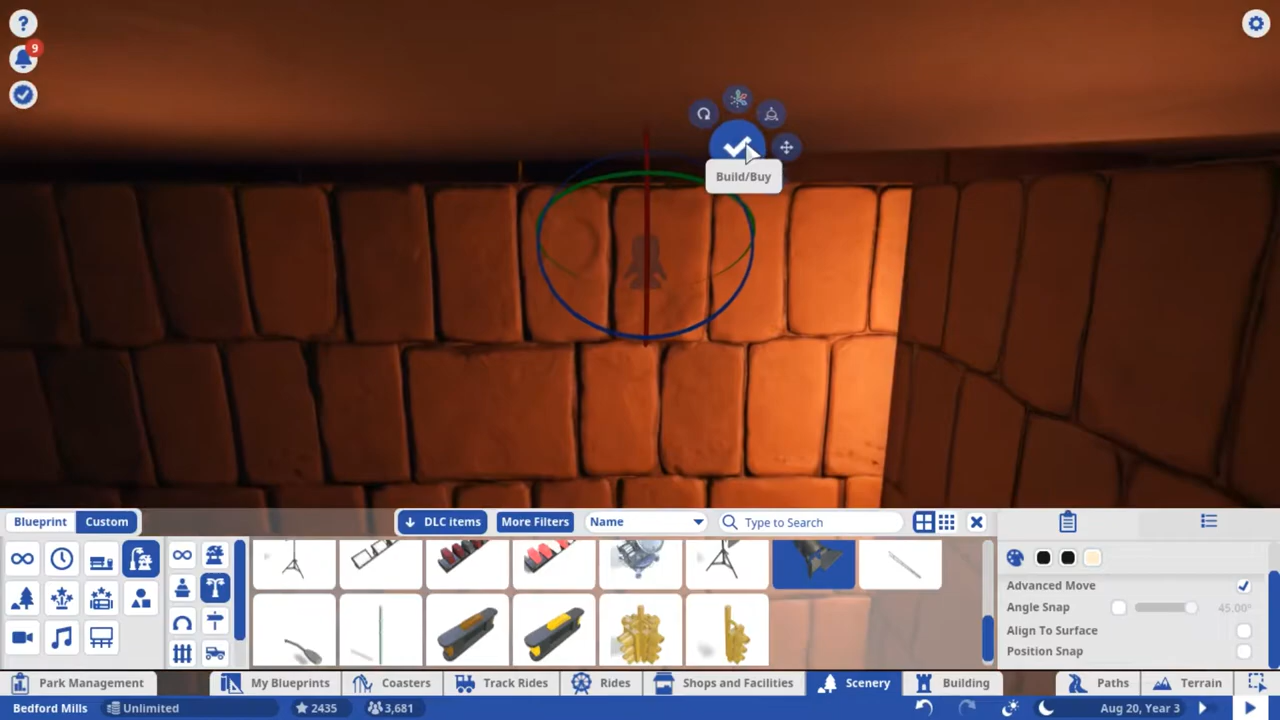 ?
9
Build/Buy
Blueprint
Custom
DLC items
More Filters
Name
Type to Search
Advanced Move
Angle Snap
45.00°
Align To Surface
Position Snap
Park Management
My Blueprints
Coasters
Track Rides
Rides
Shops and Facilities
Scenery
Building
Paths
Terrain
Bedford Mills
Unlimited
2435
3,681
Aug 20, Year 3